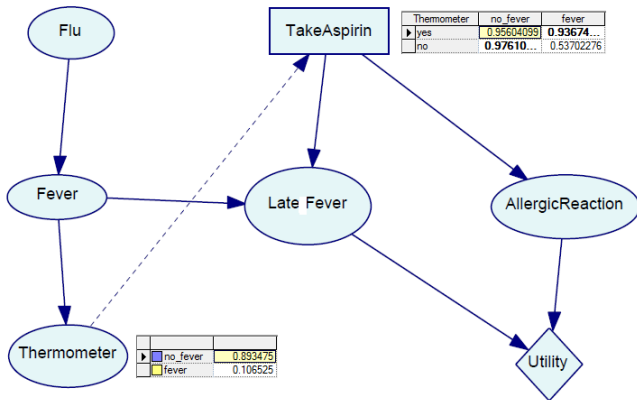 Flu
TakeAspirin
Thermometer no_fever fever
yes 0.95604099 0.93674...
no 0.97610... 0.53702276
Fever
Late Fever
AllergicReaction
Thermometer
no_fever 0.893475
fever 0.106525
Utility